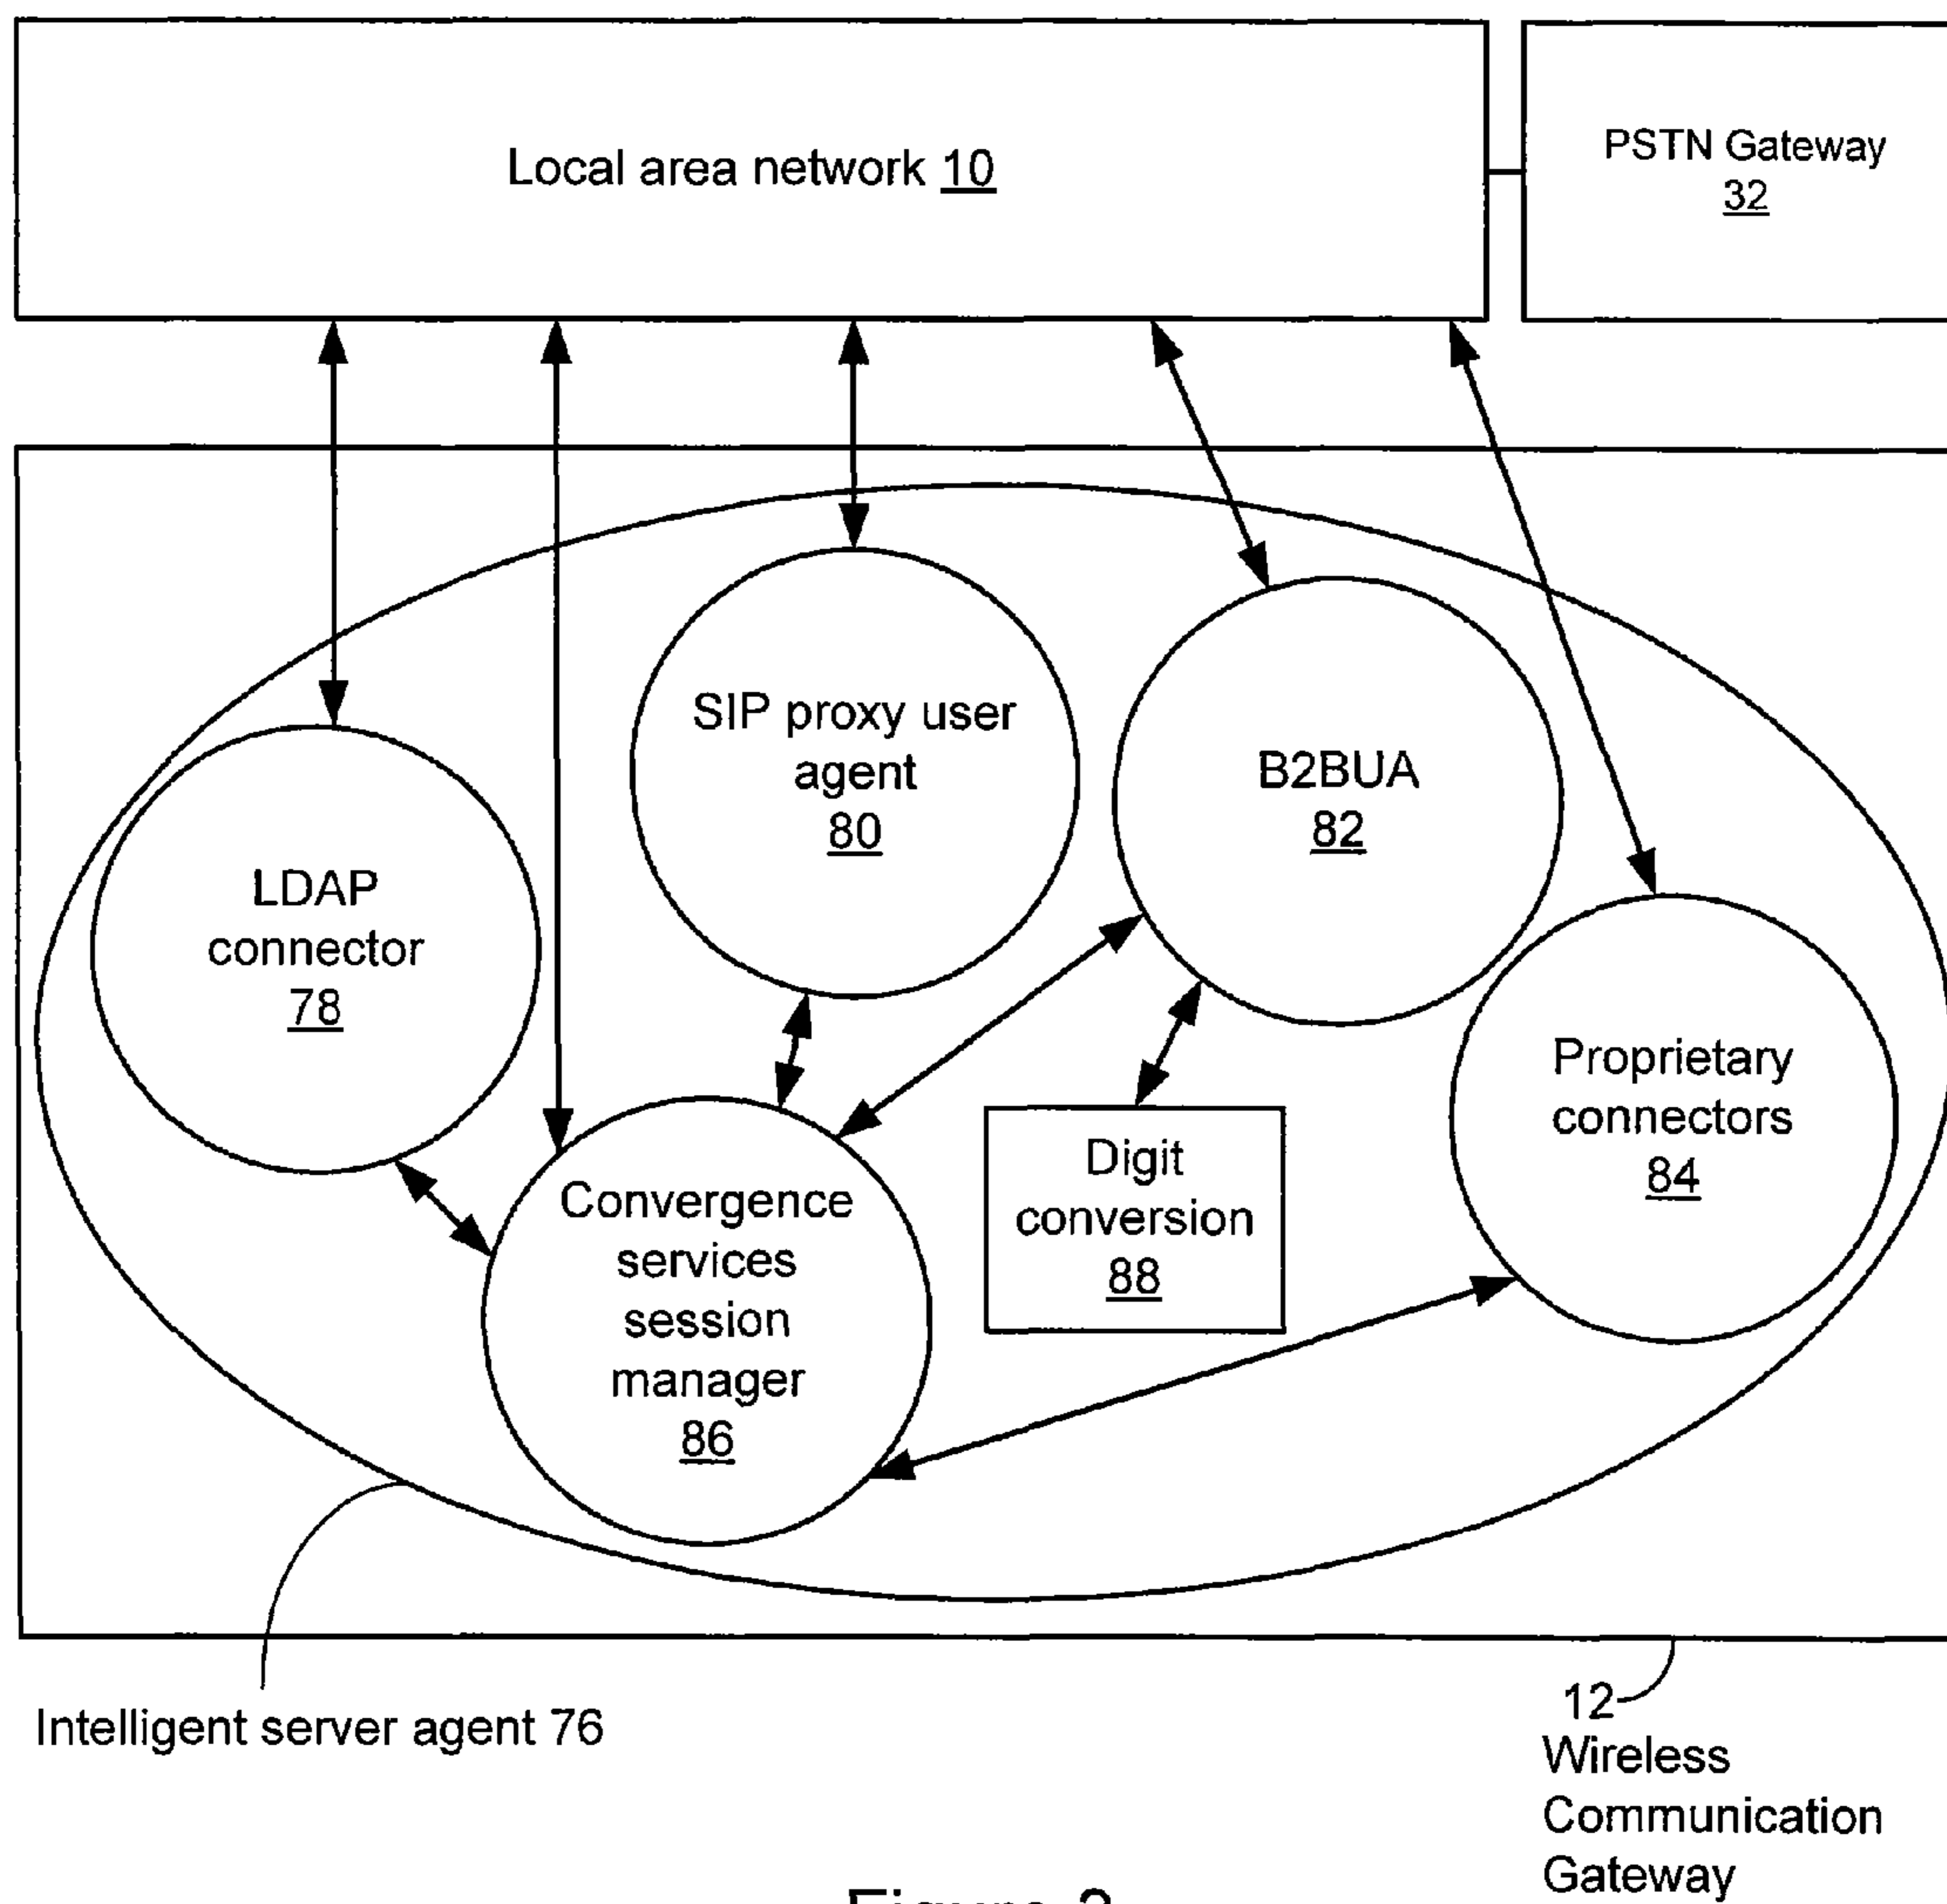 Local area network 10
PSTN Gateway
32
SIP proxy user
agent
80
B2BUA
82
LDAP
connector
78
Proprietary
connectors
84
Digit
conversion
88
Convergence
services
session
manager
86
Intelligent server agent 76
12
Wireless
Communication
Gateway